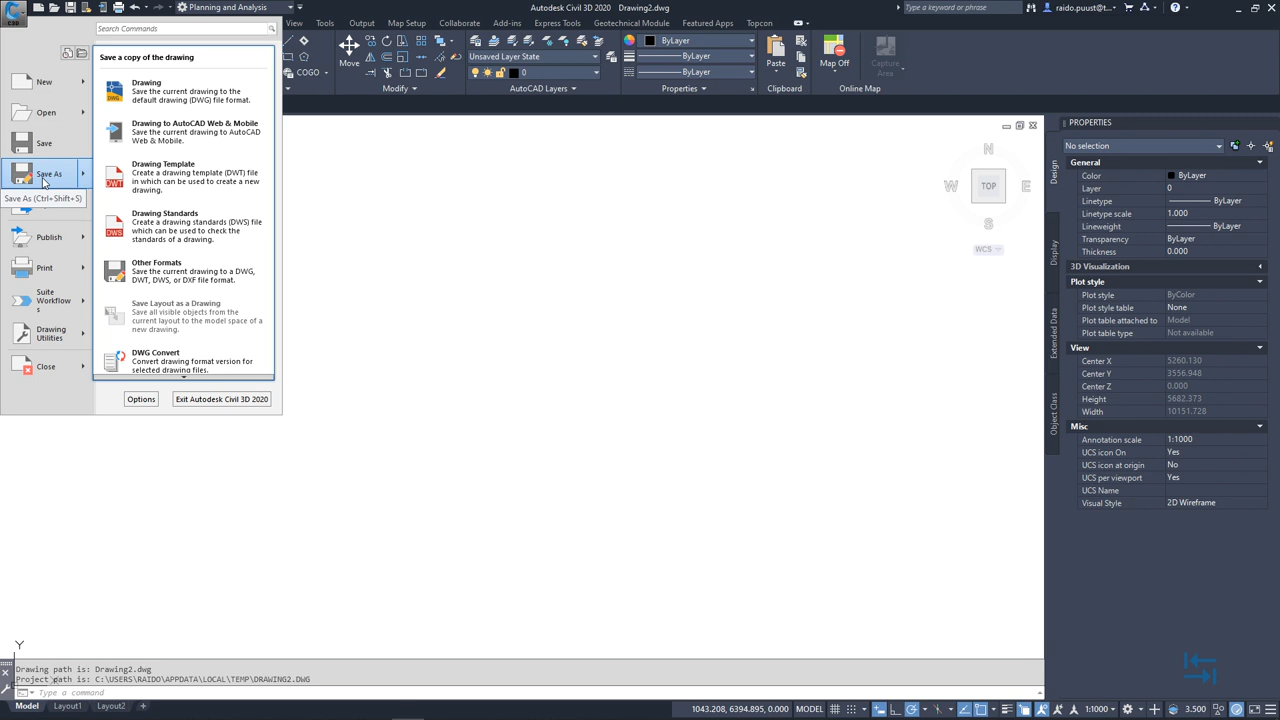 C
C3D
Planning and Analysis
Autodesk Civil 3D 2020 Drawing2.dwg
Type a keyword or phrase
raido.puust@...
View Tools Output Map Setup Collaborate Add-ins Express Tools Geotechnical Module Featured Apps Topcon
Search Commands
New
Open
Save
Save As
Save As (Ctrl+Shift+S)
Publish
Print
Suite
Workflow
s
Drawing
Utilities
Close
Save a copy of the drawing
Drawing
Save the current drawing to the
default drawing (DWG) file format.
DWG
Drawing to AutoCAD Web & Mobile
Save the current drawing to AutoCAD
Web & Mobile.
Drawing Template
Create a drawing template (DWT) file
in which can be used to create a new
drawing.
DWT
Drawing Standards
Create a drawing standards (DWS) file
which can be used to check the
standards of a drawing.
DWS
Other Formats
Save the current drawing to a DWG,
DWT, DWS, or DXF file format.
Save Layout as a Drawing
Save all visible objects from the
current layout to the model space of a
new drawing.
DWG Convert
Convert drawing format version for
selected drawing files.
Options
Exit Autodesk Civil 3D 2020
COGO
Move
Modify
Unsaved Layer State
0
AutoCAD Layers
ByLayer
ByLayer
ByLayer
Properties
Paste
Map Off
Capture
Area
Online Map
N
W TOP E
S
WCS
PROPERTIES
No selection
General
Color ByLayer
Layer 0
Linetype ByLayer
Linetype scale 1.000
Lineweight ByLayer
Transparency ByLayer
Thickness 0.000
3D Visualization
Plot style
Plot style ByColor
Plot style table None
Plot table attached to Model
Plot table type Not available
View
Center X 5260.130
Center Y 3556.948
Center Z 0.000
Height 5682.373
Width 10151.728
Misc
Annotation scale 1:1000
UCS icon On Yes
UCS icon at origin No
UCS per viewport Yes
UCS Name
Visual Style 2D Wireframe
Design
Display
Extended Data
Object Class
Y
Drawing path is: Drawing2.dwg
Project path is: C:\USERS\RAIDO\APPDATA\LOCAL\TEMP\DRAWING2.DWG
Type a command
Model Layout1 Layout2 +
1043.208, 6394.895, 0.000 MODEL 1:1000 3.500